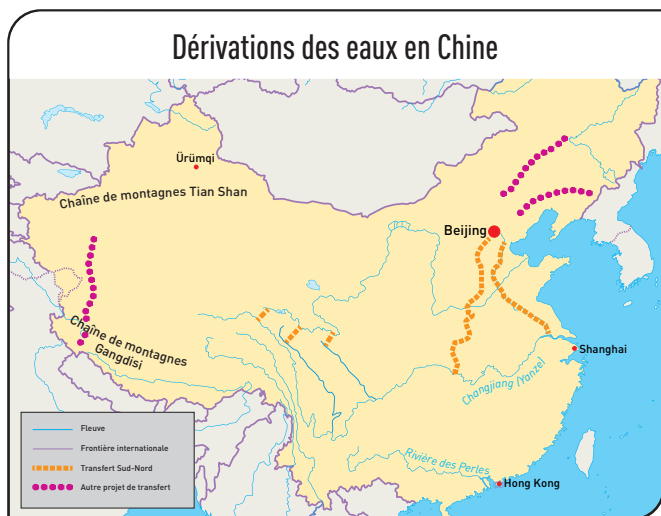 Dérivations des eaux en Chine
Ürümqi
Chaîne de montagnes Tian Shan
Beijing
Chaîne de montagnes
Gangdisi
Shanghai
Changjiang (Yanzel)
Fleuve
Frontière internationale
Transfert Sud-Nord
Autre projet de transfert
Rivière des Perles
Hong Kong